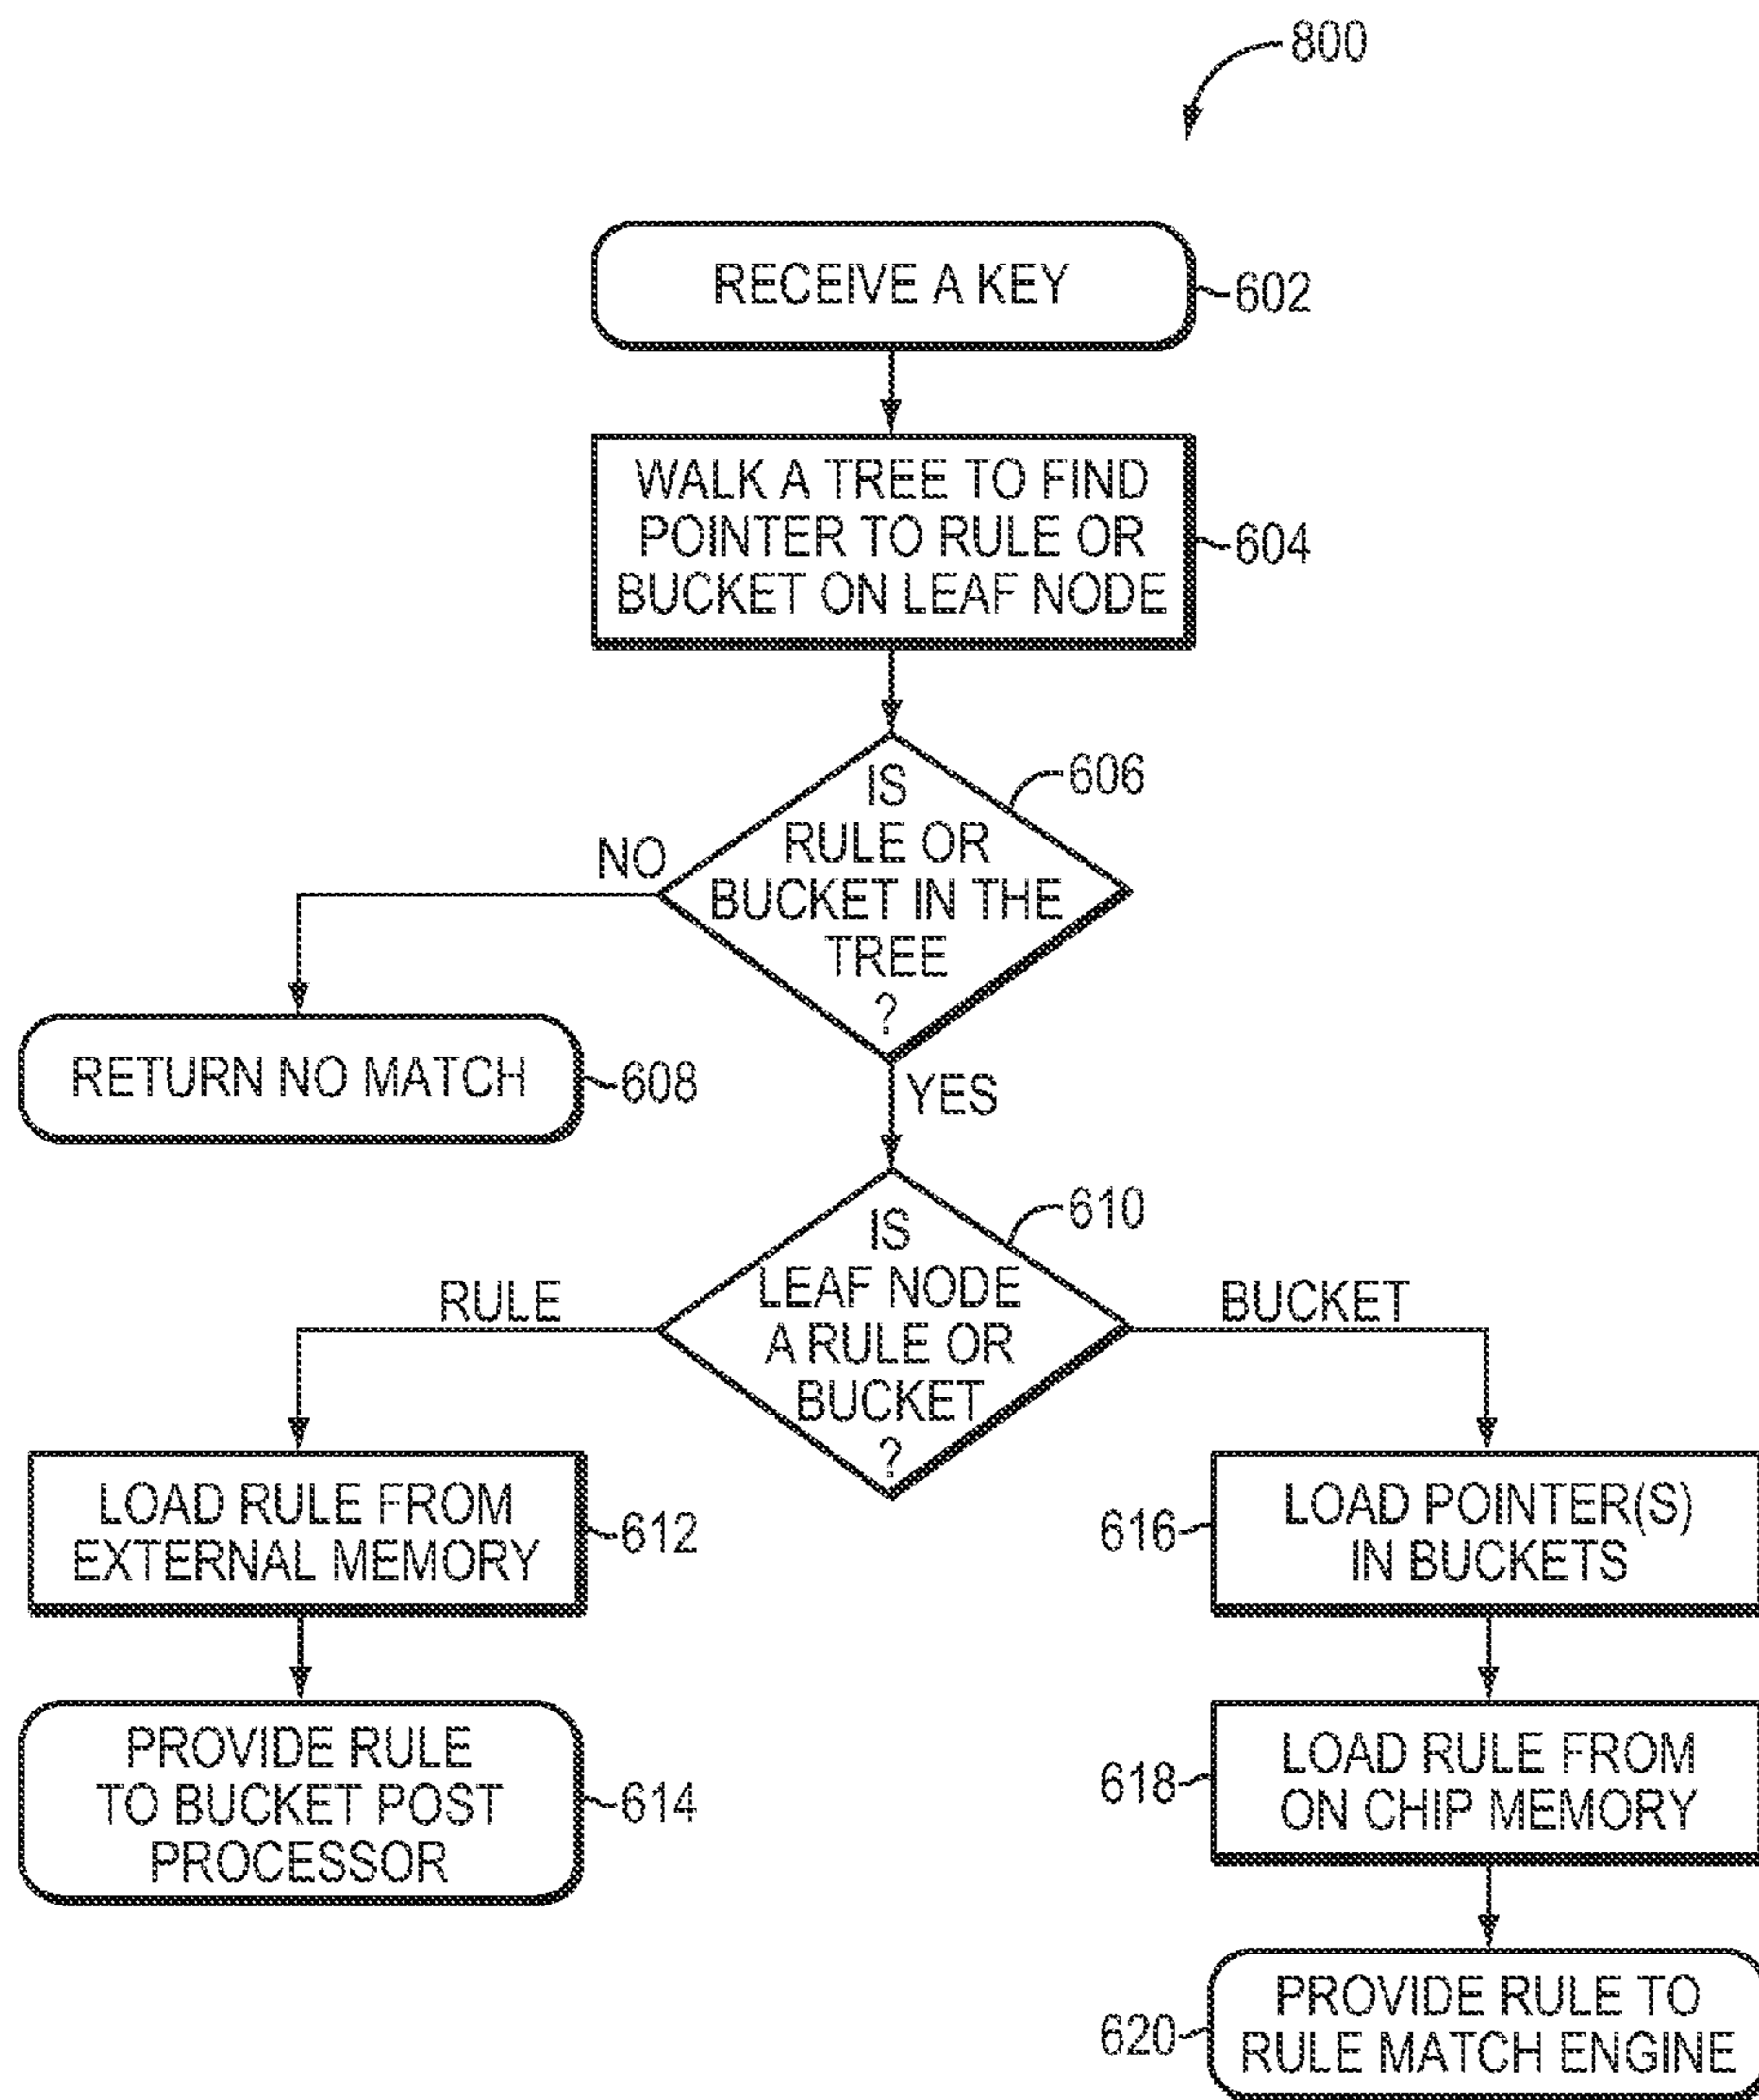 800
RECEIVE A KEY
602
WALK A TREE TO FIND
POINTER TO RULE OR
BUCKET ON LEAF NODE
604
606
IS
RULE OR
BUCKET IN THE
TREE
?
NO
RETURN NO MATCH
608
YES
610
IS
LEAF NODE
A RULE OR
BUCKET
?
RULE
BUCKET
LOAD RULE FROM
EXTERNAL MEMORY
612
PROVIDE RULE
TO BUCKET POST
PROCESSOR
614
616
LOAD POINTER(S)
IN BUCKETS
618
LOAD RULE FROM
ON CHIP MEMORY
620
PROVIDE RULE TO
RULE MATCH ENGINE